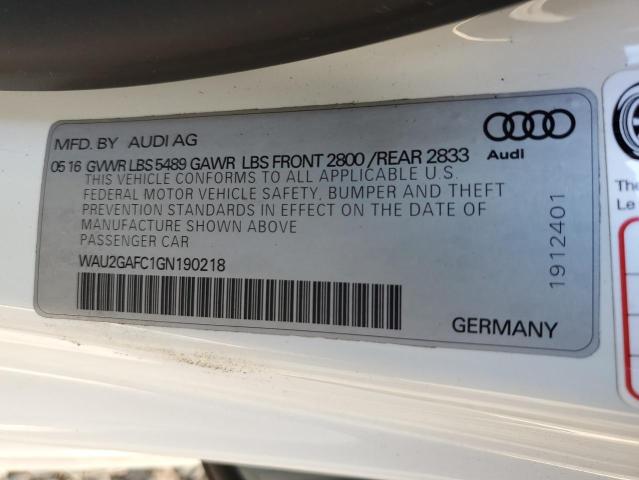 MFD. BY AUDI AG
05 16 GVWR LBS 5489 GAWR LBS FRONT 2800 / REAR 2833
THIS VEHICLE CONFORMS TO ALL APPLICABLE U.S.
FEDERAL MOTOR VEHICLE SAFETY, BUMPER AND THEFT
PREVENTION STANDARDS IN EFFECT ON THE DATE OF
MANUFACTURE SHOWN ABOVE
PASSENGER CAR
WAU2GAFC1GN190218
GERMANY
Audi
1912401
Le